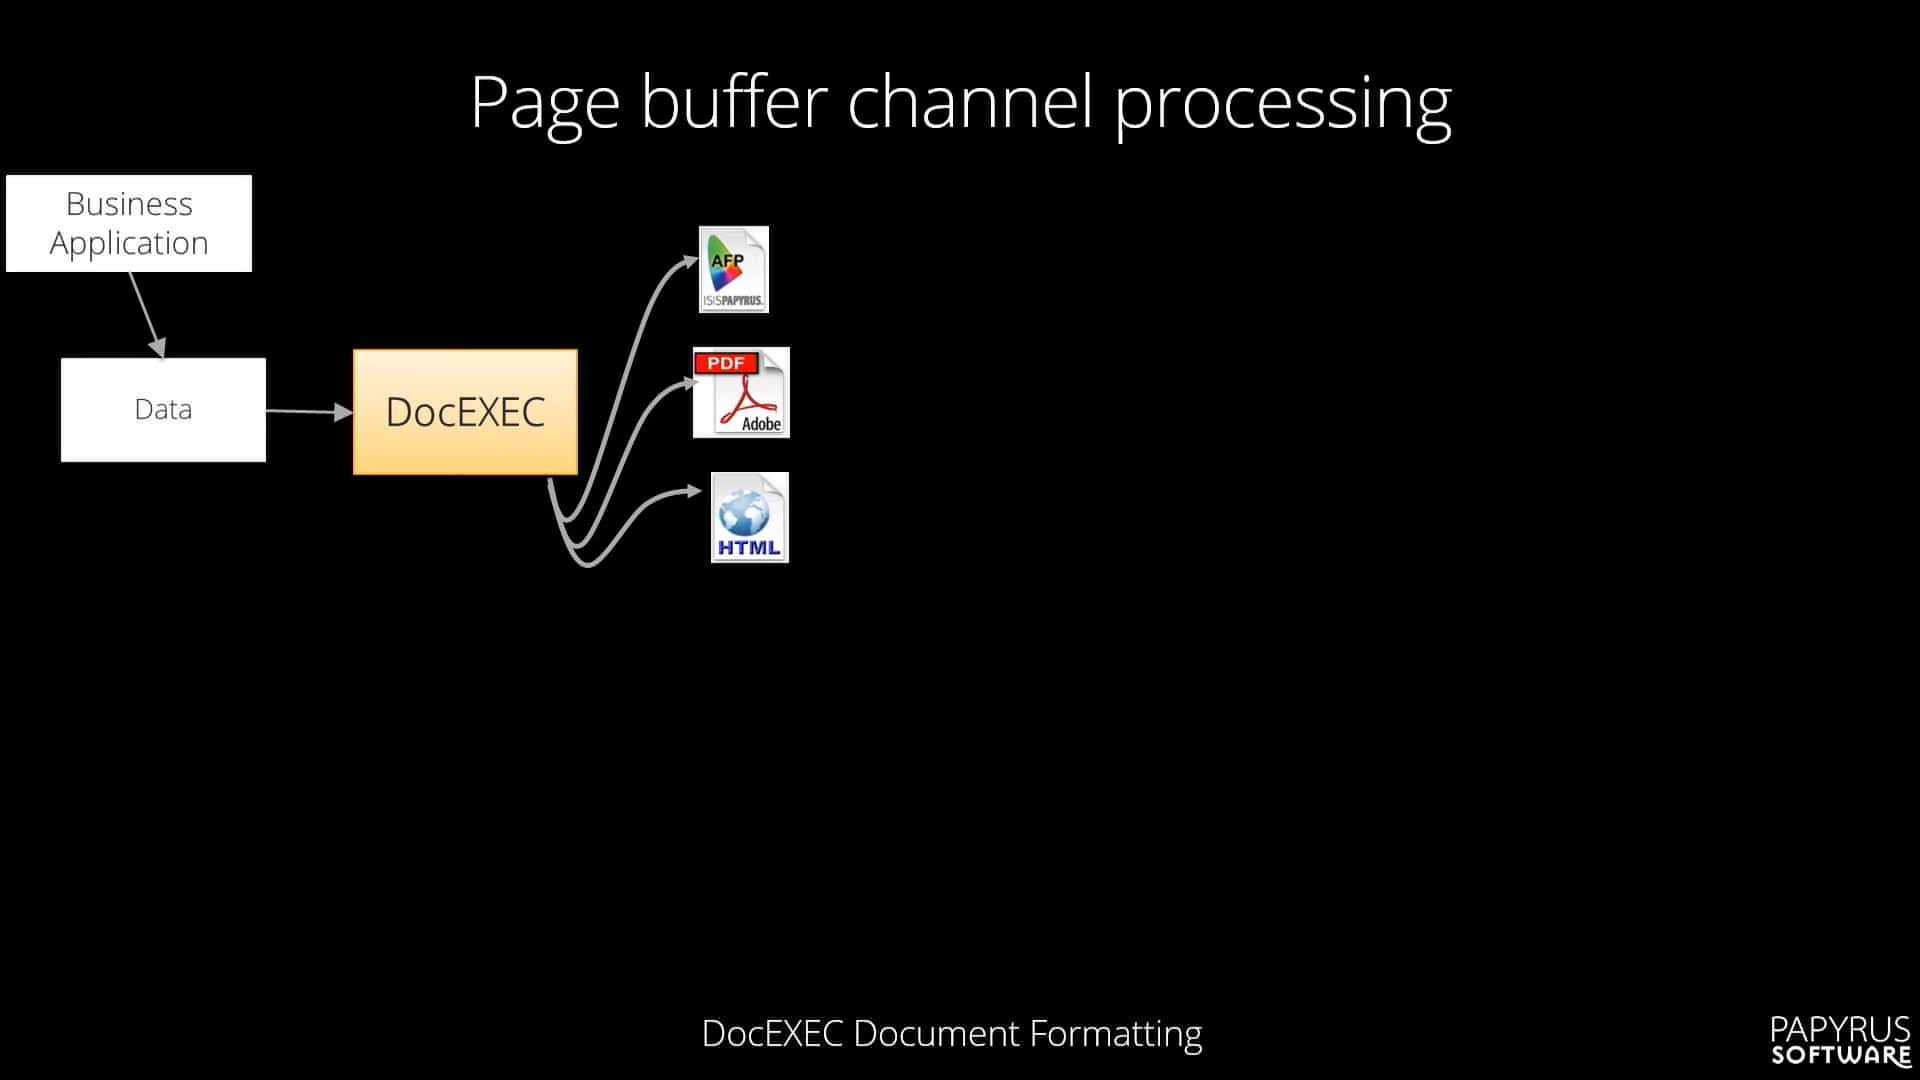 Page buffer channel processing
Business
Application
Data
DocEXEC
AFP
ISISPAPYRUS.
PDF
Adobe
HTML
DocEXEC Document Formatting
PAPYRUS
SOFTWARE